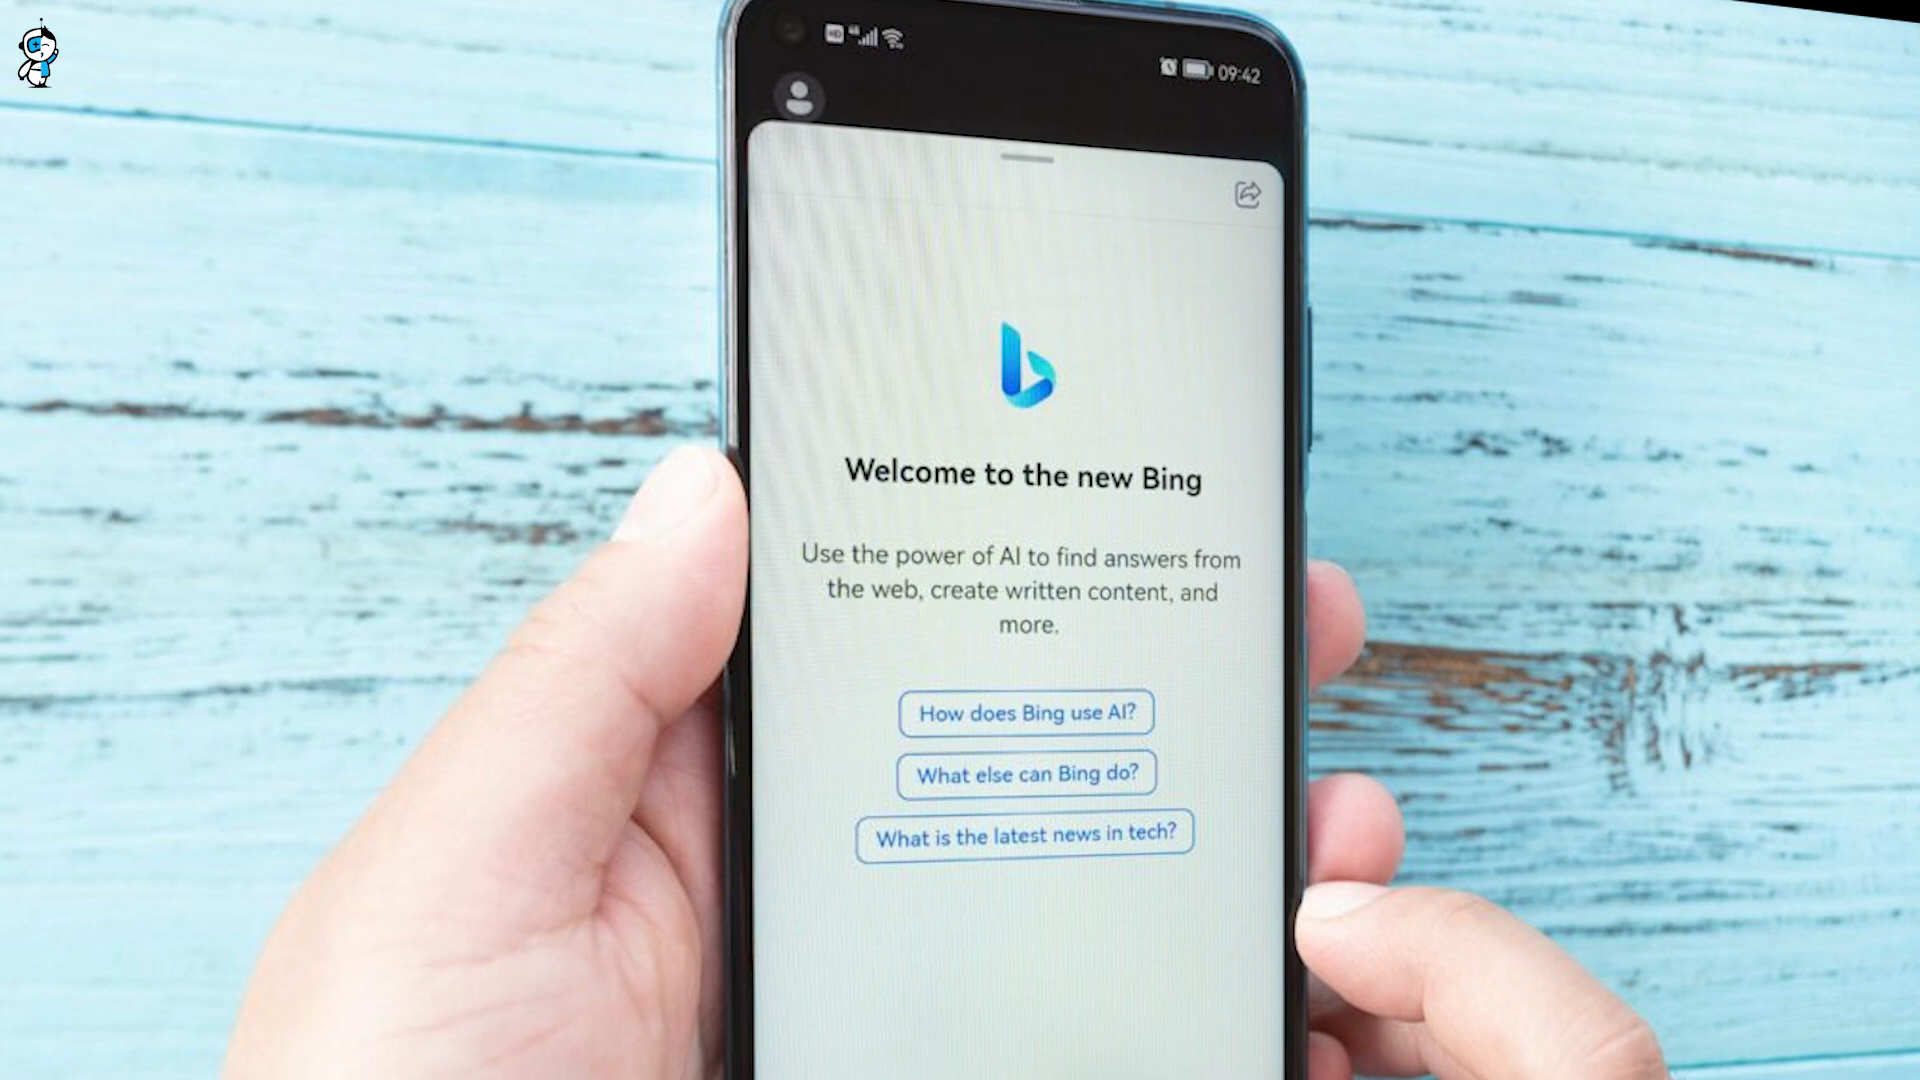 HD 4G 09:42
Welcome to the new Bing
Use the power of AI to find answers from
the web, create written content, and
more.
How does Bing use AI?
What else can Bing do?
What is the latest news in tech?